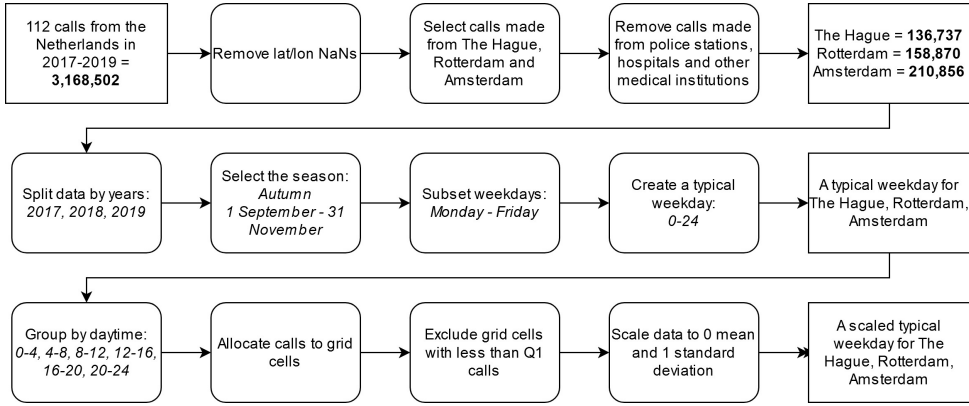 112 calls from the
Netherlands in
2017-2019 =
3,168,502
Remove lat/lon NaNs
Select calls made
from The Hague,
Rotterdam and
Amsterdam
Remove calls made
from police stations,
hospitals and other
medical institutions
The Hague = 136,737
Rotterdam = 158,870
Amsterdam = 210,856
Split data by years:
2017, 2018, 2019
Select the season:
Autumn
1 September - 31
November
Subset weekdays:
Monday - Friday
Create a typical
weekday:
0-24
A typical weekday for
The Hague, Rotterdam,
Amsterdam
Group by daytime:
0-4, 4-8, 8-12, 12-16,
16-20, 20-24
Allocate calls to grid
cells
Exclude grid cells
with less than Q1
calls
Scale data to 0 mean
and 1 standard
deviation
A scaled typical
weekday for The
Hague, Rotterdam,
Amsterdam